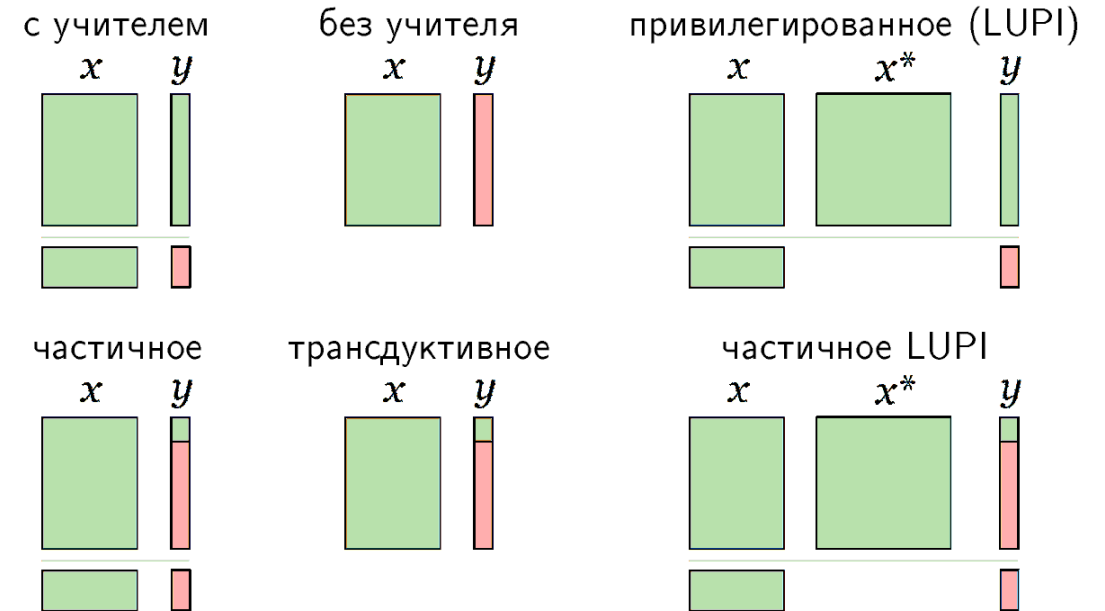 с учителем
x y
без учителя
x y
привилегированное (LUPI)
x x* y
частичное
x y
трансдуктивное
x y
частичное LUPI
x x* y